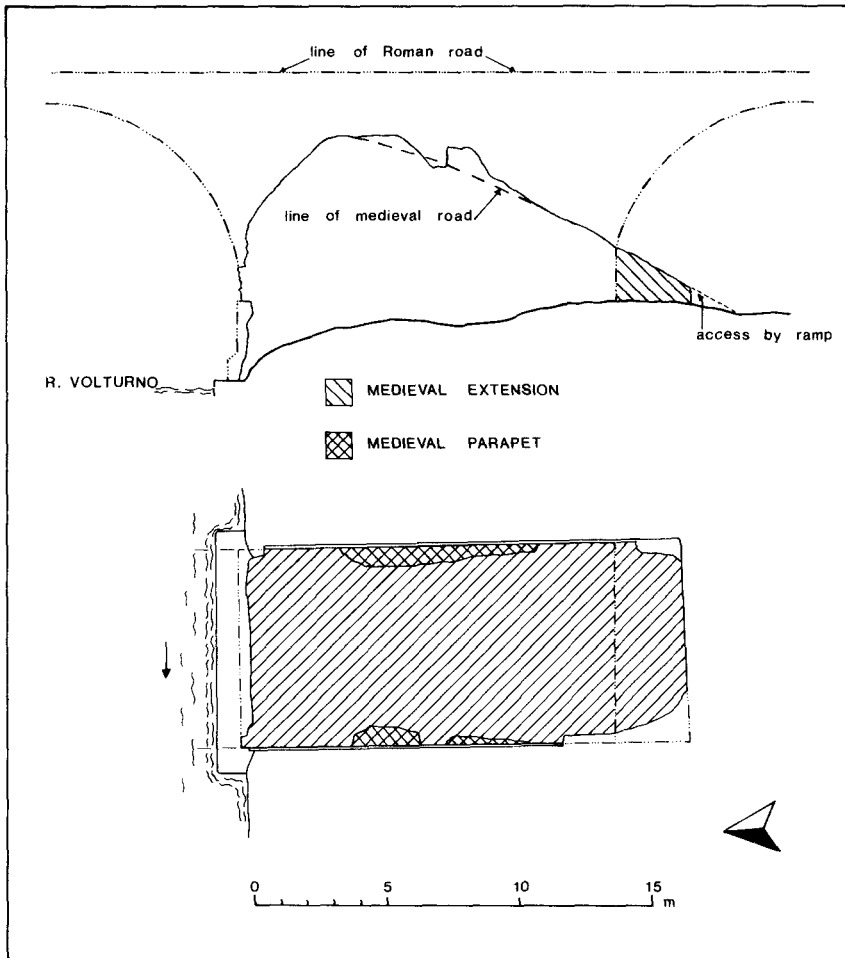 line of Roman road
line of medieval road
access by ramp
R. VOLTURNO
MEDIEVAL EXTENSION
MEDIEVAL PARAPET
0 5 10 15
m